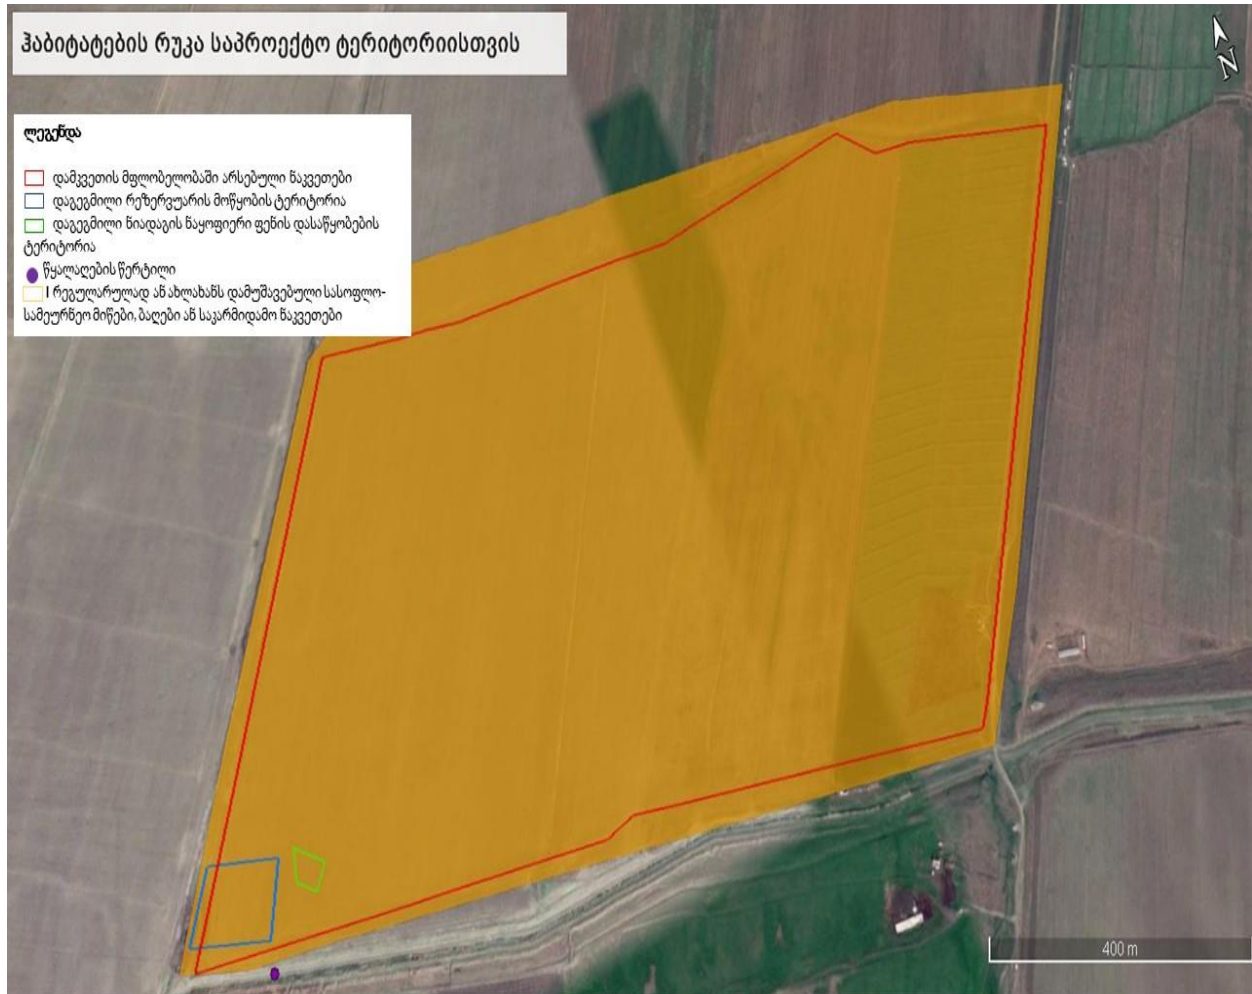 ჰაბიტატების რუკა საპროექტო ტერიტორიისთვის
ლეგენდა
დამკვეთის მფლობელობაში არსებული ნაკვეთები
დაგეგმილი რეზერვუარის მოწყობის ტერიტორია
დაგეგმილი ნიადაგის ნაყოფიერი ფენის დასაწყობების
ტერიტორია
წყალაღების წერტილი
I რეგულარულად ან ახლახანს დამუშავებული სასოფლო-
სამეურნეო მიწები, ბაღები ან საკარმიდამო ნაკვეთები
N
400 m